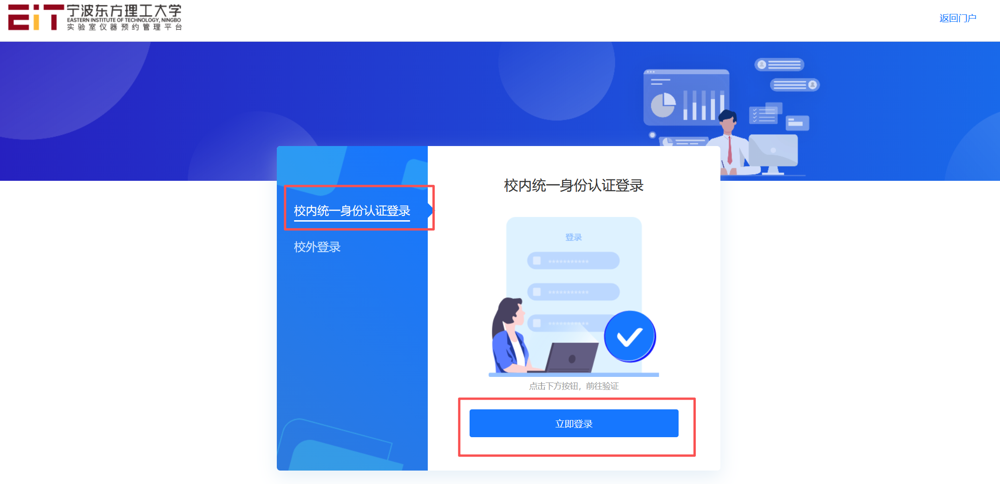 EiT
宁波东方理工大学
EASTERN INSTITUTE OF TECHNOLOGY, NINGBO
实验室仪器预约管理平台
返回门户
校内统一身份认证登录
校外登录
校内统一身份认证登录
登录
***********
***********
***********
点击下方按钮，前往验证
立即登录